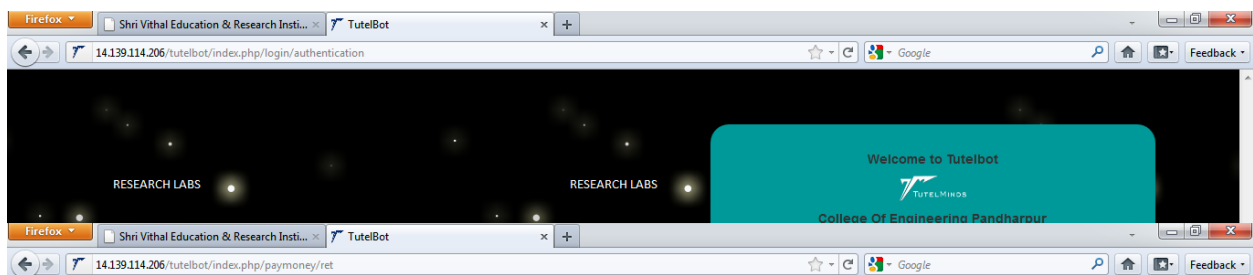 Firefox
Shri Vithal Education & Research Insti...
TutelBot
14.139.114.206/tutelbot/index.php/login/authentication
Google
Feedback
RESEARCH LABS
RESEARCH LABS
Welcome to Tutelbot
TUTELMINDS
College Of Engineering Pandharpur
Firefox
Shri Vithal Education & Research Insti...
TutelBot
14.139.114.206/tutelbot/index.php/paymoney/ret
Google
Feedback